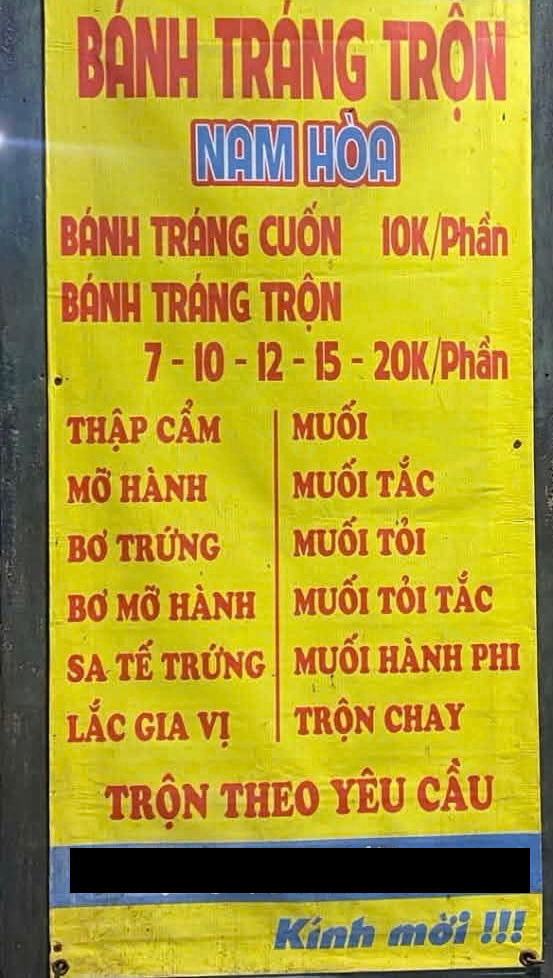 BÁNH TRÁNG TRỘN
NAM HÒA
BÁNH TRÁNG CUỐN 10K/Phần
BÁNH TRÁNG TRỘN
7 - 10 - 12 - 15 - 20K/Phần
THẬP CẨM
MỠ HÀNH
BƠ TRỨNG
BƠ MỠ HÀNH
SA TẾ TRỨNG
LẮC GIA VỊ
MUỐI
MUỐI TẮC
MUỐI TỎI
MUỐI TỎI TẮC
MUỐI HÀNH PHI
TRỘN CHAY
TRỘN THEO YÊU CẦU
Kính mời !!!